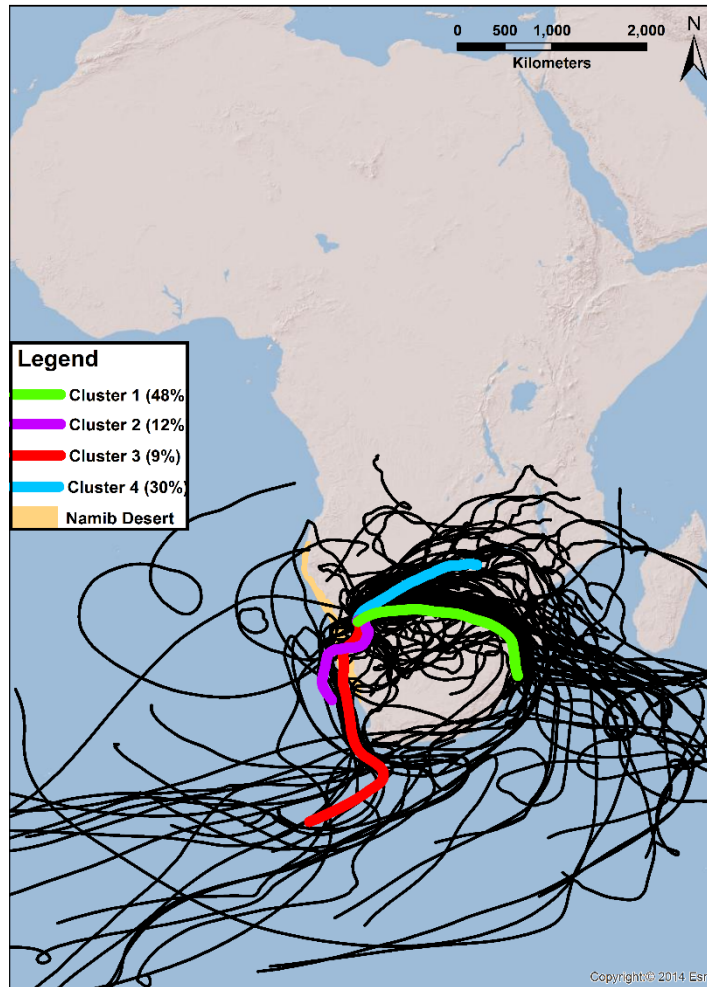 0 500 1,000 2,000
Kilometers
N
Legend
Cluster 1 (48%
Cluster 2 (12%
Cluster 3 (9%)
Cluster 4 (30%)
Namib Desert
Copyright:© 2014 Esr